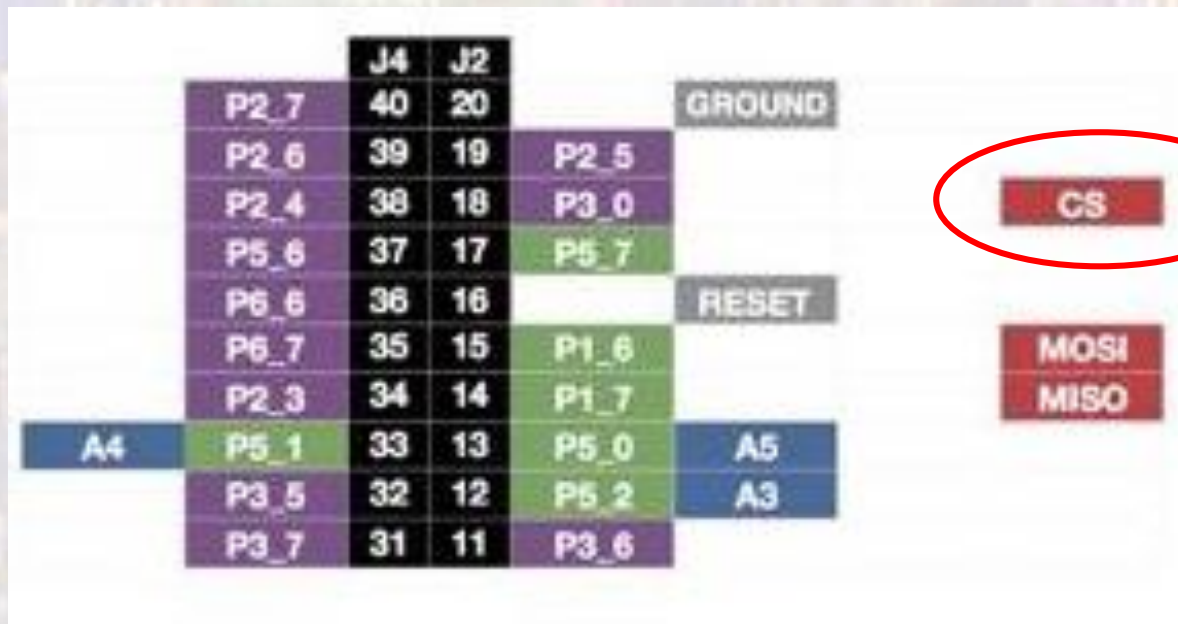 J4 J2
P2_7 40 20 GROUND
P2_6 39 19 P2_5
P2_4 38 18 P3_0 CS
P5_6 37 17 P5_7
P6_6 36 16 RESET
P6_7 35 15 P1_6 MOSI
P2_3 34 14 P1_7 MISO
A4 P5_1 33 13 P5_0 A5
P3_5 32 12 P5_2 A3
P3_7 31 11 P3_6